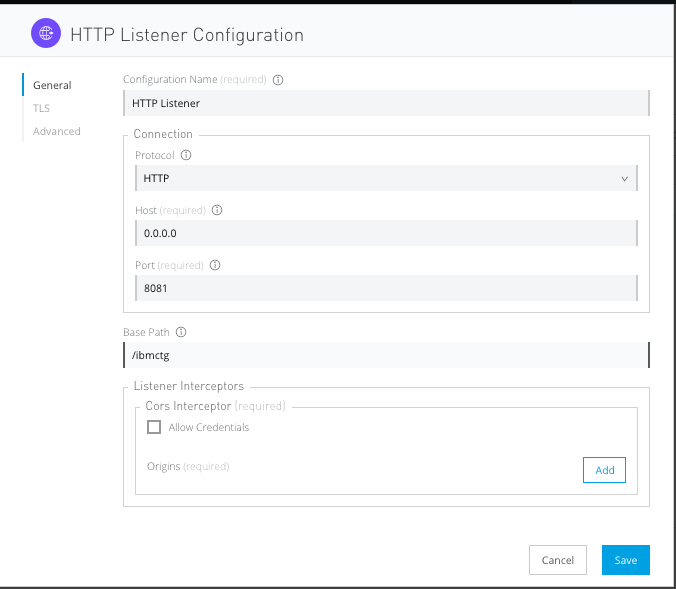 HTTP Listener Configuration
General
TLS
Advanced
Configuration Name (required)
HTTP Listener
Connection
Protocol
HTTP
Host (required)
0.0.0.0
Port (required)
8081
Base Path
/ibmctg
Listener Interceptors
Cors Interceptor (required)
Allow Credentials
Origins (required)
Add
Cancel
Save